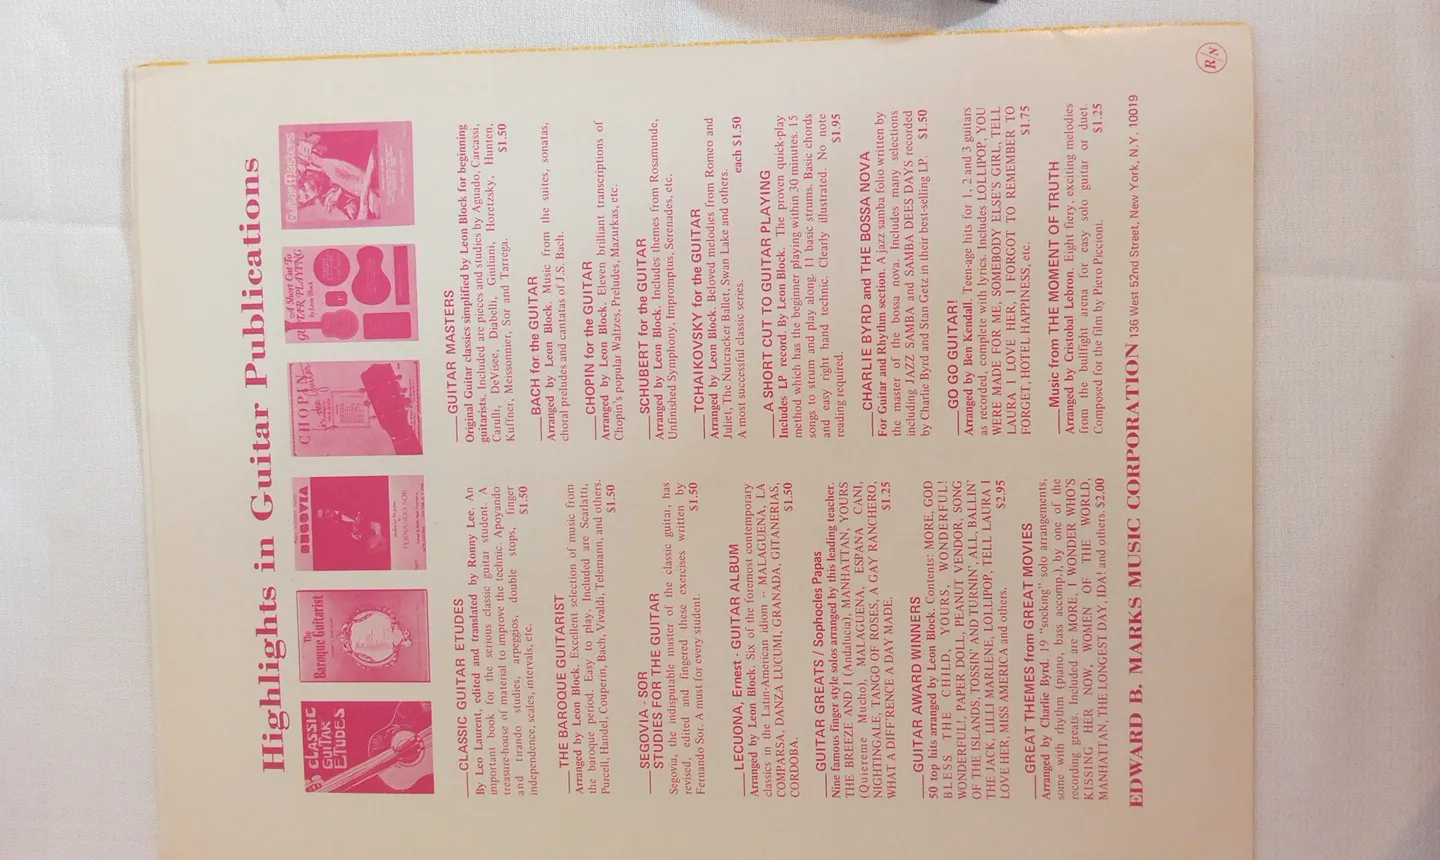 Highlights in Guitar Publications
CLASSIC
GUITAR
ETUDES
The
Baroque Guitarist
SEGOVIA
FERNANDO SOR
CHOPIN
A Short Cut To
GUITAR PLAYING
by Leon Block
Guitar Masters
CLASSIC GUITAR ETUDES
By Leo Laurent, edited and translated by Ronny Lee. An
important book for the serious classic guitar student. A
treasure-house of material to improve the technic. Apoyando
and tirando studies, arpeggios, double stops, finger
independence, scales, intervals, etc. $1.50
THE BAROQUE GUITARIST
Arranged by Leon Block. Excellent selection of music from
the baroque period. Easy to play. Included are Scarlatti,
Purcell, Handel, Couperin, Bach, Vivaldi, Telemann, and others.
$1.50
SEGOVIA - SOR
STUDIES FOR THE GUITAR
Segovia, the indisputable master of the classic guitar, has
revised, edited and fingered these exercises written by
Fernando Sor. A must for every student. $1.50
LECUONA, Ernest - GUITAR ALBUM
Arranged by Leon Block. Six of the foremost contemporary
classics in the Latin-American idiom -- MALAGUENA, LA
COMPARSA, DANZA LUCUMI, GRANADA, GITANERIAS,
CORDOBA. $1.50
GUITAR GREATS / Sophocles Papas
Nine famous finger style solos arranged by this leading teacher.
THE BREEZE AND I (Andalucia), MANHATTAN, YOURS
(Quiereme Mucho), MALAGUENA, ESPANA CANI,
NIGHTINGALE, TANGO OF ROSES, A GAY RANCHERO,
WHAT A DIFF'RENCE A DAY MADE. $1.25
GUITAR AWARD WINNERS
50 top hits arranged by Leon Block. Contents: MORE, GOD
BLESS THE CHILD, YOURS, WONDERFUL!
WONDERFUL!, PAPER DOLL, PEANUT VENDOR, SONG
OF THE ISLANDS, TOSSIN' AND TURNIN', ALL, BALLIN'
THE JACK, LILLI MARLENE, LOLLIPOP, TELL LAURA I
LOVE HER, MISS AMERICA and others. $2.95
GREAT THEMES from GREAT MOVIES
Arranged by Charlie Byrd. 19 "socking" solo arrangements,
some with rhythm (piano, bass accomp.), by one of the
recording greats. Included are MORE, I WONDER WHO'S
KISSING HER NOW, WOMEN OF THE WORLD,
MANHATTAN, THE LONGEST DAY, IDA! and others. $2.00
GUITAR MASTERS
Original Guitar classics simplified by Leon Block for beginning
guitarists. Included are pieces and studies by Aguado, Carcassi,
Carulli, DeVisee, Diabelli, Giuliani, Horetzsky, Hunten,
Kuffner, Meissonnier, Sor and Tarrega. $1.50
BACH for the GUITAR
Arranged by Leon Block. Music from the suites, sonatas,
choral preludes and cantatas of J.S. Bach.
CHOPIN for the GUITAR
Arranged by Leon Block. Eleven brilliant transcriptions of
Chopin's popular Waltzes, Preludes, Mazurkas, etc.
SCHUBERT for the GUITAR
Arranged by Leon Block. Includes themes from Rosamunde,
Unfinished Symphony, Impromptus, Serenades, etc.
TCHAIKOVSKY for the GUITAR
Arranged by Leon Block. Beloved melodies from Romeo and
Juliet, The Nutcracker Ballet, Swan Lake and others.
A most successful classic series. each $1.50
A SHORT CUT TO GUITAR PLAYING
Includes LP record. By Leon Block. The proven quick-play
method which has the beginner playing within 30 minutes. 15
songs to strum and play along. 11 basic strums. Basic chords
and easy right hand technic. Clearly illustrated. No note
reading required. $1.95
CHARLIE BYRD and THE BOSSA NOVA
For Guitar and Rhythm section. A jazz samba folio written by
the master of the bossa nova. Includes many selections
including JAZZ SAMBA and SAMBA DEES DAYS recorded
by Charlie Byrd and Stan Getz in their best-selling LP. $1.50
GO GO GUITAR!
Arranged by Ben Kendall. Teen-age hits for 1, 2 and 3 guitars
as recorded, complete with lyrics. Includes LOLLIPOP, YOU
WERE MADE FOR ME, SOMEBODY ELSE'S GIRL, TELL
LAURA I LOVE HER, I FORGOT TO REMEMBER TO
FORGET, HOTEL HAPPINESS, etc. $1.75
Music from THE MOMENT OF TRUTH
Arranged by Cristobal Lebron. Eight fiery, exciting melodies
from the bullfight arena for easy solo guitar or duet.
Composed for the film by Piero Piccioni. $1.25
EDWARD B. MARKS MUSIC CORPORATION 136 West 52nd Street, New York, N.Y. 10019
R/N